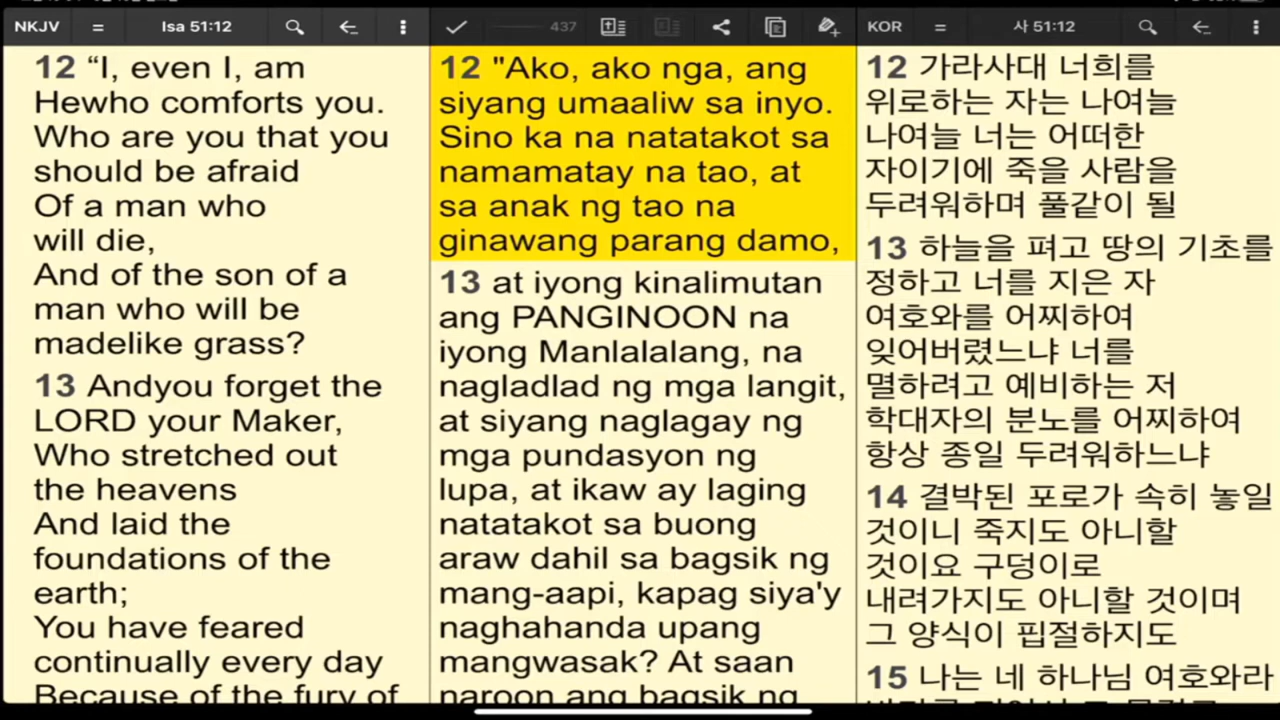 NKJV
=
Isa 51:12
437
KOR
=
사 51:12
12 “I, even I, am
Hewho comforts you.
Who are you that you
should be afraid
Of a man who
will die,
And of the son of a
man who will be
madelike grass?
13 Andyou forget the
LORD your Maker,
Who stretched out
the heavens
And laid the
foundations of the
earth;
You have feared
continually every day
Because of the fury of
12 "Ako, ako nga, ang
siyang umaaliw sa inyo.
Sino ka na natatakot sa
namamatay na tao, at
sa anak ng tao na
ginawang parang damo,
13 at iyong kinalimutan
ang PANGINOON na
iyong Manlalalang, na
nagladlad ng mga langit,
at siyang naglagay ng
mga pundasyon ng
lupa, at ikaw ay laging
natatakot sa buong
araw dahil sa bagsik ng
mang-aapi, kapag siya'y
naghahanda upang
mangwasak? At saan
naroon ang bagsik ng
12 가라사대 너희를
위로하는 자는 나여늘
나여늘 너는 어떠한
자이기에 죽을 사람을
두려워하며 풀같이 될
13 하늘을 펴고 땅의 기초를
정하고 너를 지은 자
여호와를 어찌하여
잊어버렸느냐 너를
멸하려고 예비하는 저
학대자의 분노를 어찌하여
항상 종일 두려워하느냐
14 결박된 포로가 속히 놓일
것이니 죽지도 아니할
것이요 구덩이로
내려가지도 아니할 것이며
그 양식이 핍절하지도
15 나는 네 하나님 여호와라